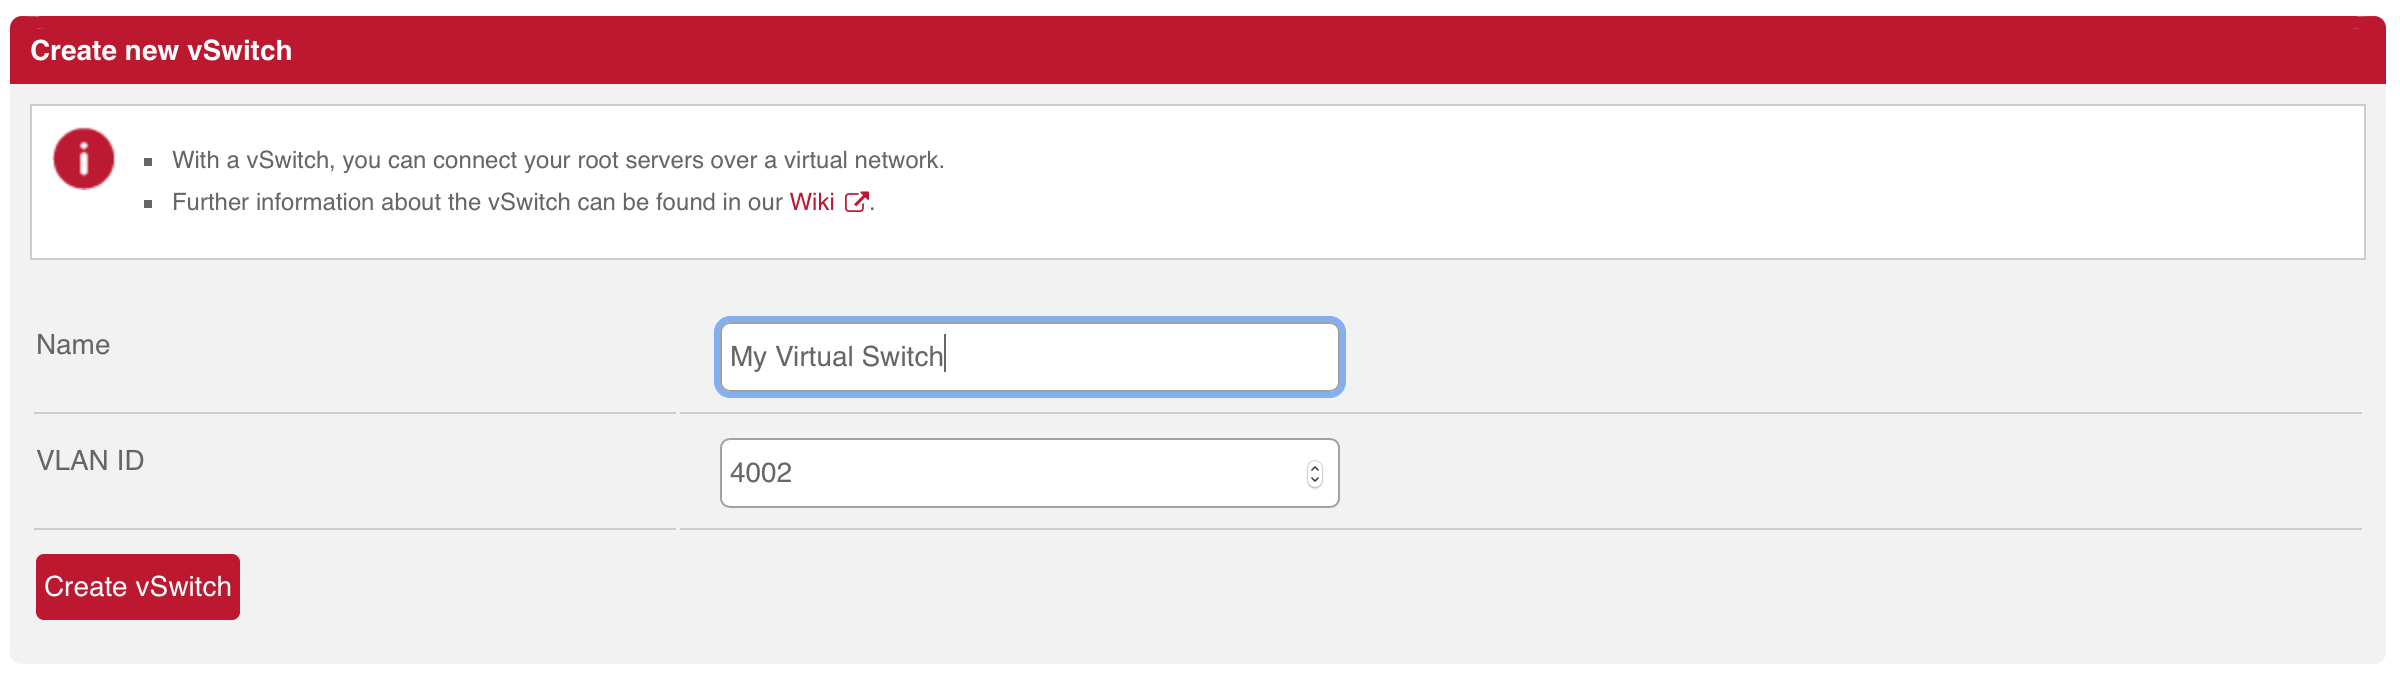 Create new vSwitch
With a vSwitch, you can connect your root servers over a virtual network.
Further information about the vSwitch can be found in our Wiki.
Name
My Virtual Switch
VLAN ID
4002
Create vSwitch